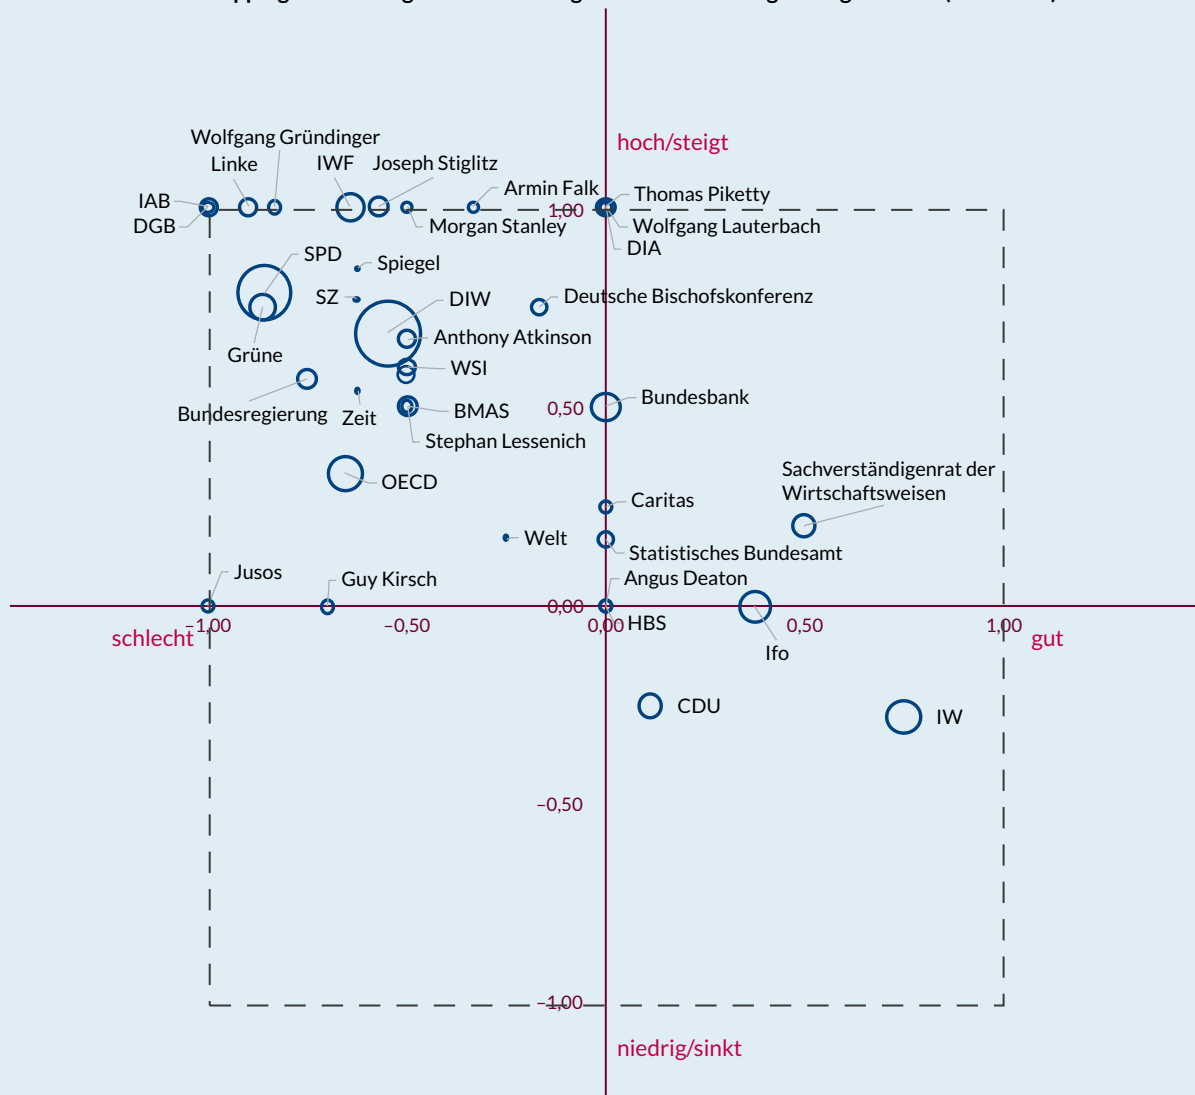 hoch/steigt
Wolfgang Gründinger
Linke
IWF
Joseph Stiglitz
Armin Falk
Thomas Piketty
IAB
1,00
DGB
Morgan Stanley
Wolfgang Lauterbach
DIA
SPD
Spiegel
SZ
DIW
Deutsche Bischofskonferenz
Anthony Atkinson
Grüne
WSI
Bundesbank
Bundesregierung
Zeit
BMAS
0,50
Stephan Lessenich
Sachverständigenrat der
Wirtschaftsweisen
OECD
Caritas
Welt
Statistisches Bundesamt
Jusos
Guy Kirsch
Angus Deaton
0,00
HBS
schlecht
–1,00
–0,50
0,00
0,50
1,00
gut
Ifo
CDU
IW
–0,50
–1,00
niedrig/sinkt